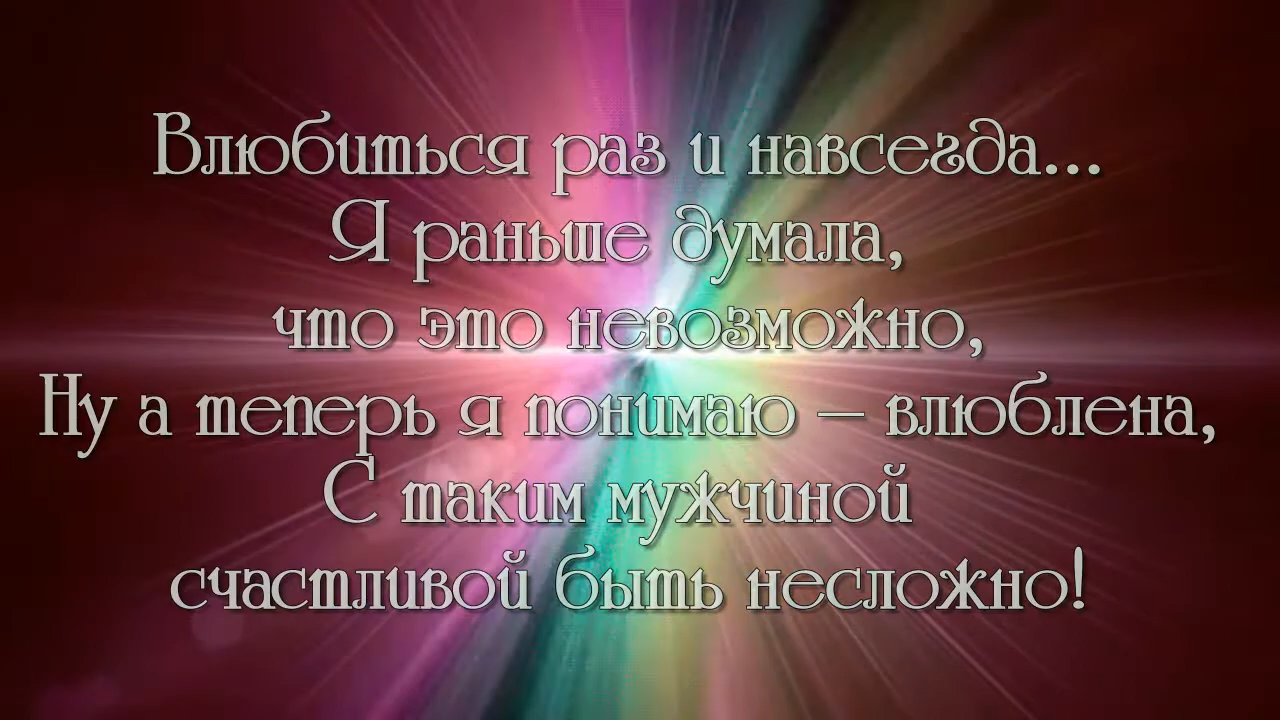 Влюбиться раз и навсегда...
Я раньше думала,
что это невозможно,
Ну а теперь я понимаю – влюблена,
С таким мужчиной
счастливой быть несложно!